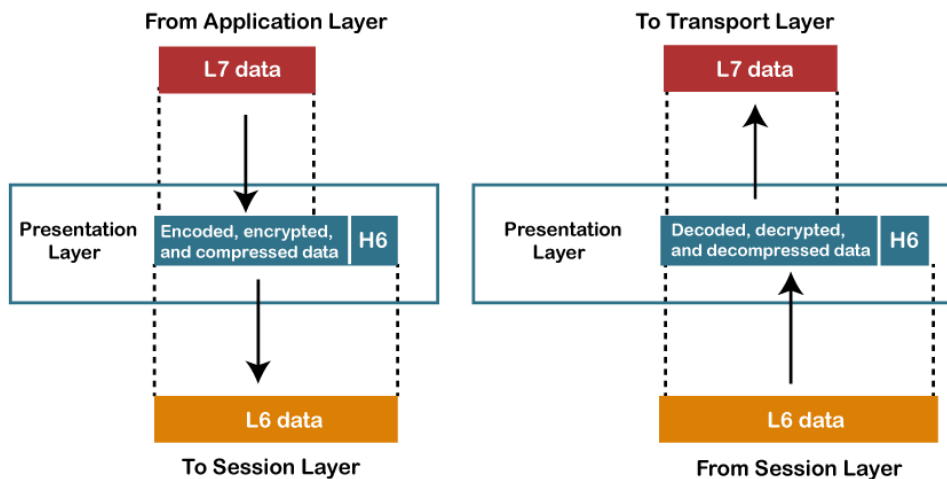 From Application Layer
L7 data
Presentation
Layer
Encoded, encrypted,
and compressed data
H6
L6 data
To Session Layer
To Transport Layer
L7 data
Presentation
Layer
Decoded, decrypted,
and decompressed data
H6
L6 data
From Session Layer